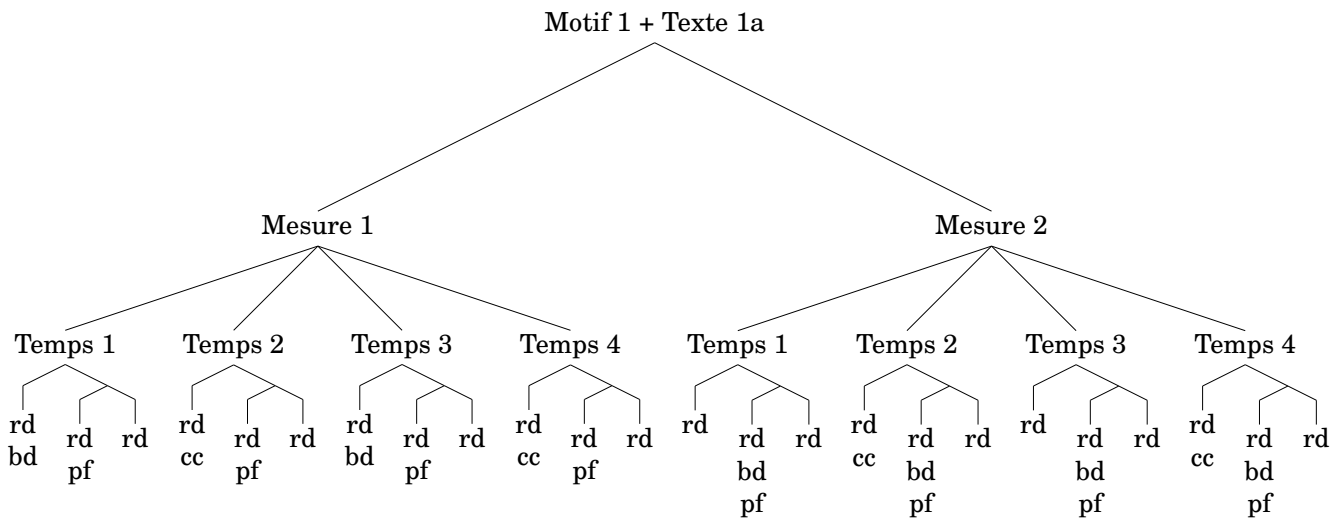 Motif 1 + Texte 1a
Mesure 1 Mesure 2
Temps 1 Temps 2 Temps 3 Temps 4 Temps 1 Temps 2 Temps 3 Temps 4
rd rd rd rd rd rd rd rd rd rd rd rd rd rd rd rd rd rd rd rd rd rd rd rd
bd pf cc pf bd pf cc pf bd cc bd bd cc bd
pf pf pf pf